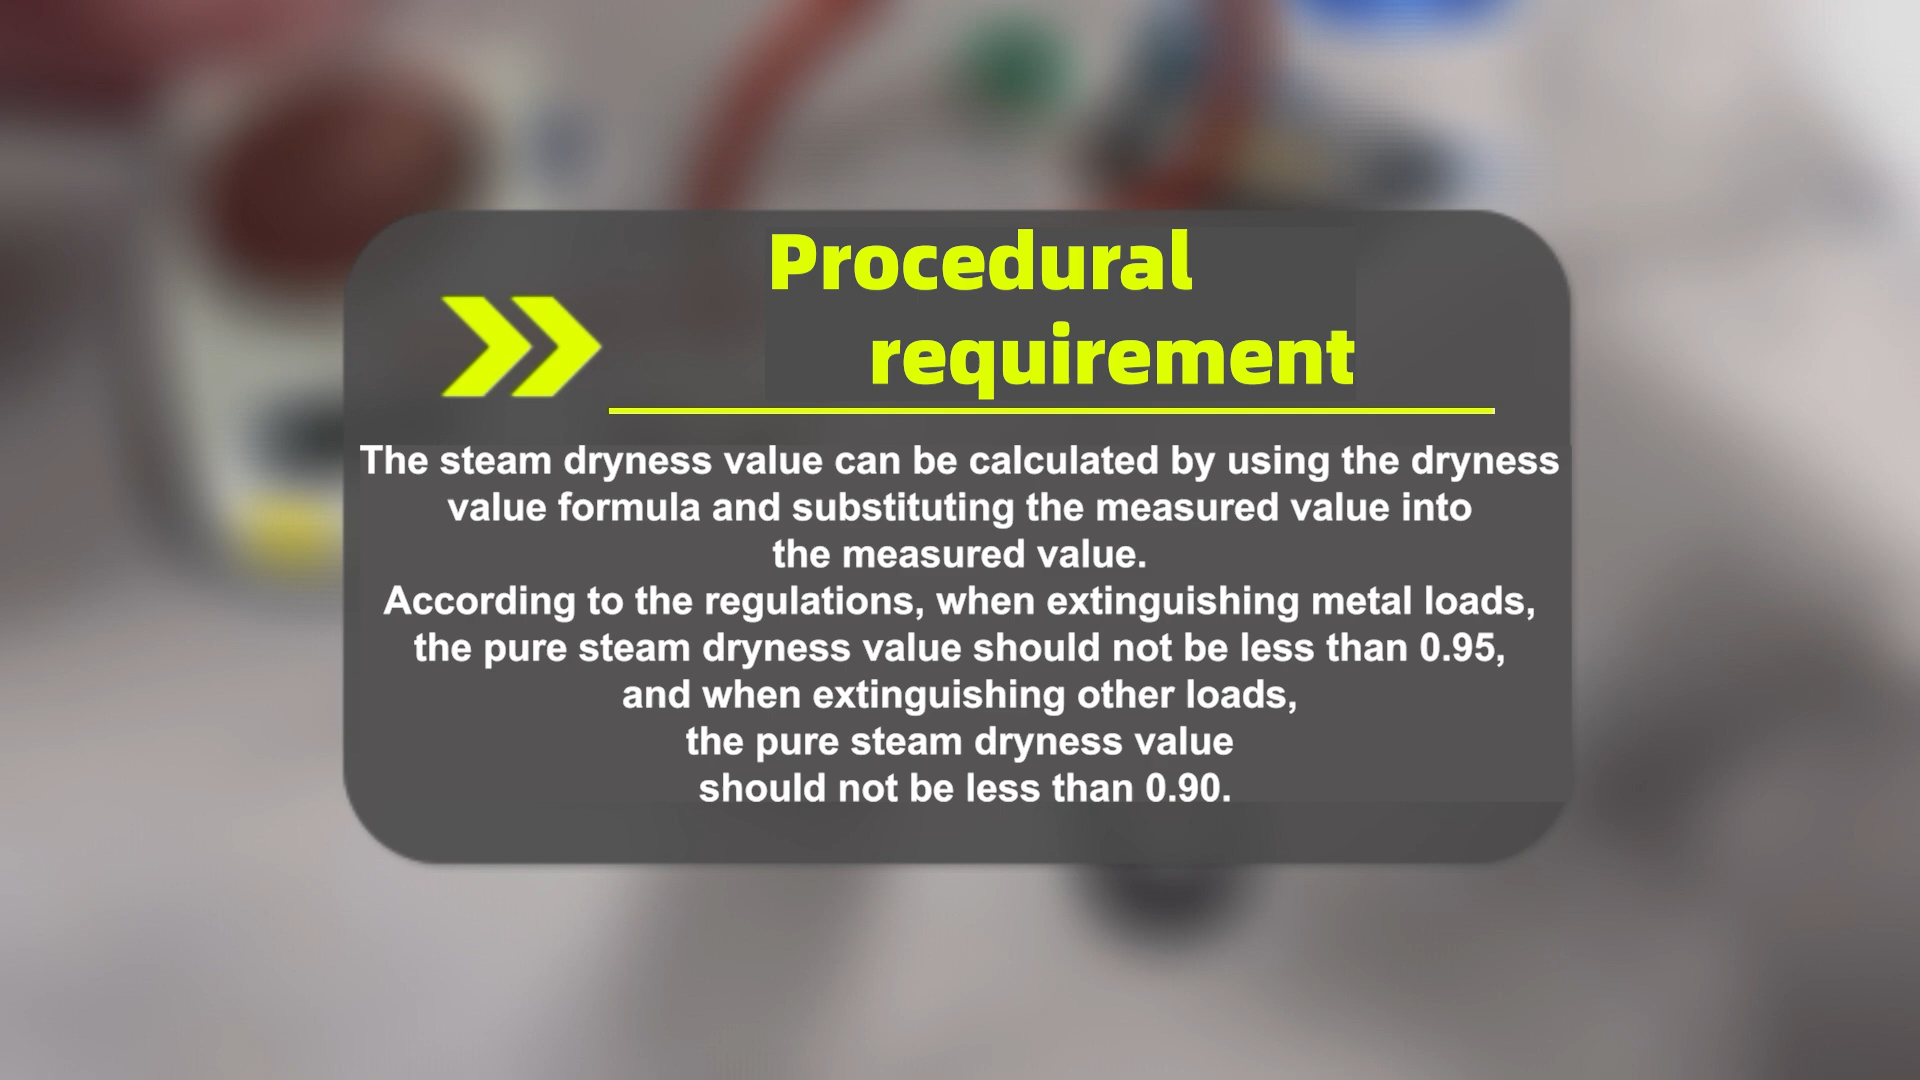 Procedural
requirement
The steam dryness value can be calculated by using the dryness
value formula and substituting the measured value into
the measured value.
According to the regulations, when extinguishing metal loads,
the pure steam dryness value should not be less than 0.95,
and when extinguishing other loads,
the pure steam dryness value
should not be less than 0.90.